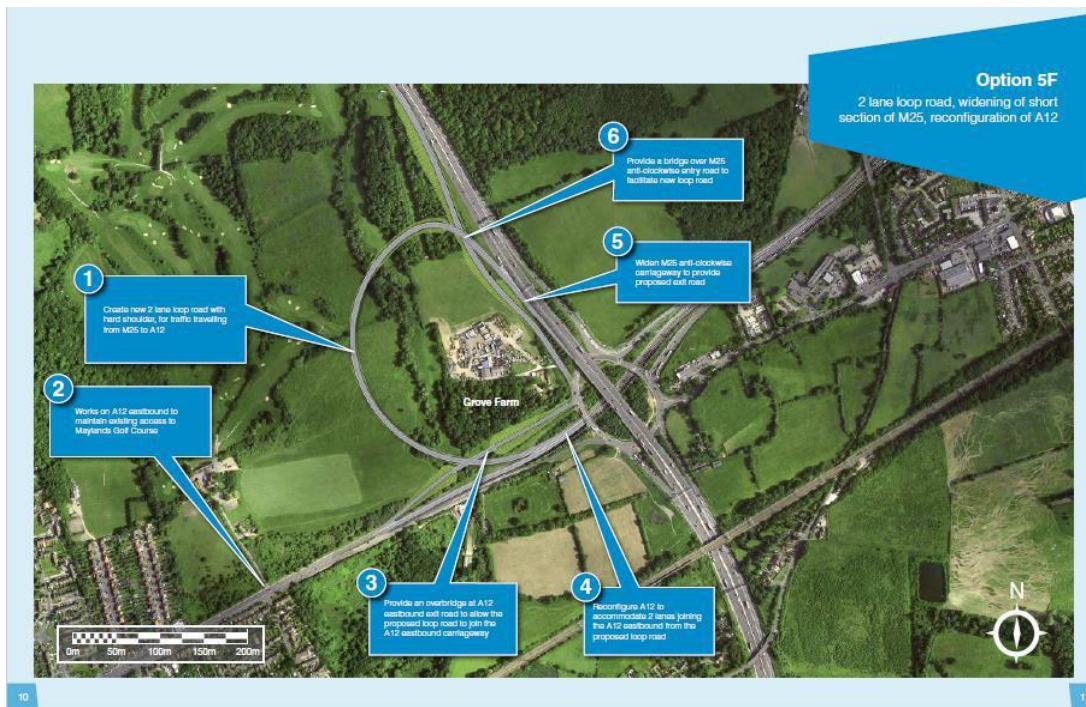 Option 5F
2 lane loop road, widening of short
section of M25, reconfiguration of A12
6
Provide a bridge over M25
anti-clockwise entry road to
facilitate new loop road
5
Widen M25 anti-clockwise
carriageway to provide
proposed exit road
1
Create new 2 lane loop road with
hard shoulder, for traffic travelling
from M25 to A12
2
Works on A12 eastbound to
maintain existing access to
Maylands Golf Course
Grove Farm
3
Provide an overbridge at A12
eastbound exit road to allow the
proposed loop road to join the
A12 eastbound carriageway
4
Reconfigure A12 to
accommodate 2 lanes joining
the A12 eastbound from the
proposed loop road
N
0m 50m 100m 150m 200m
10